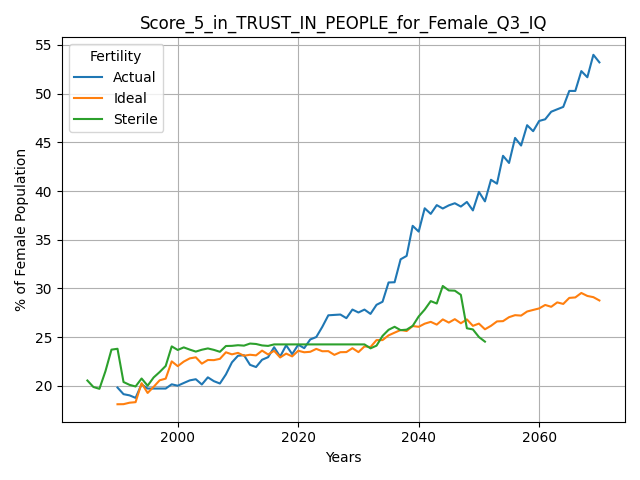 Score_5_in_TRUST_IN_PEOPLE_for_Female_Q3_IQ
Fertility
Actual
Ideal
Sterile
% of Female Population
55
50
45
40
35
30
25
20
2000
2020
2040
2060
Years